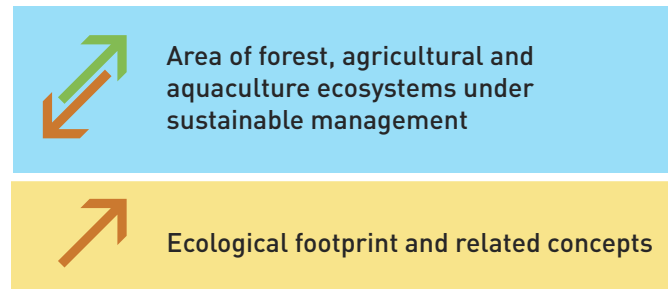 Area of forest, agricultural and
aquaculture ecosystems under
sustainable management
Ecological footprint and related concepts